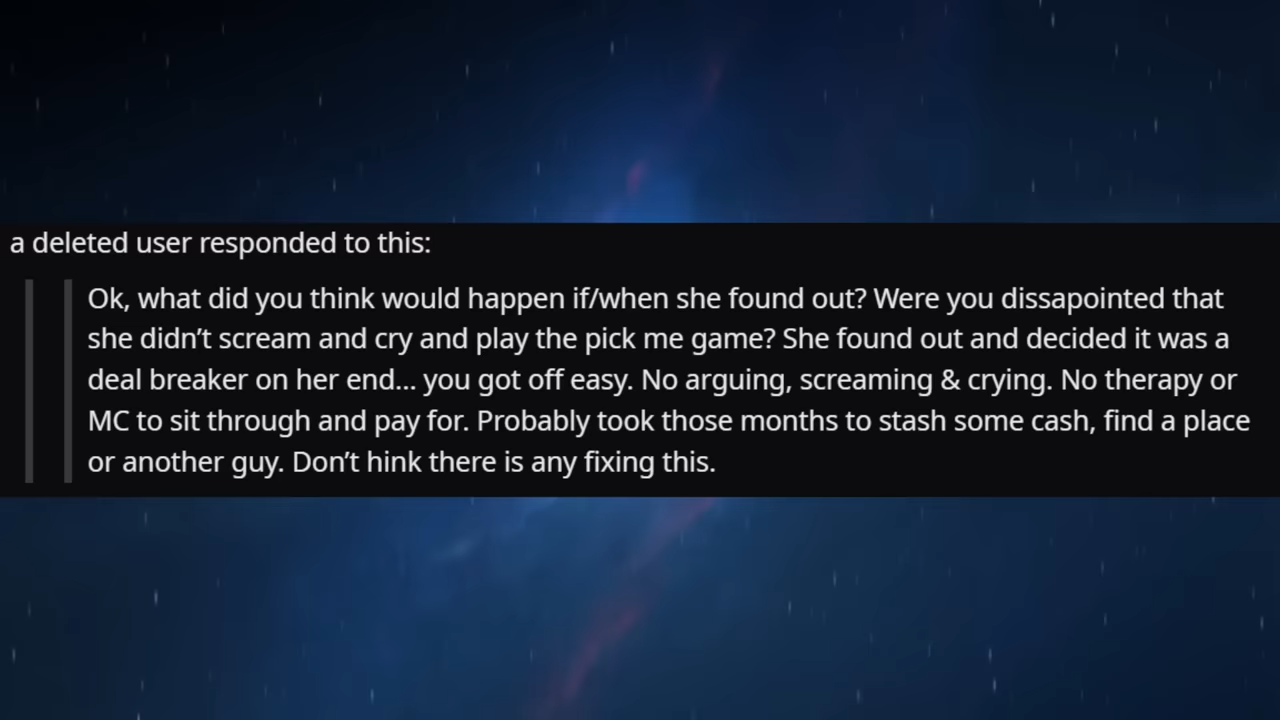 a deleted user responded to this:
Ok, what did you think would happen if/when she found out? Were you dissapointed that
she didn’t scream and cry and play the pick me game? She found out and decided it was a
deal breaker on her end... you got off easy. No arguing, screaming & crying. No therapy or
MC to sit through and pay for. Probably took those months to stash some cash, find a place
or another guy. Don’t hink there is any fixing this.